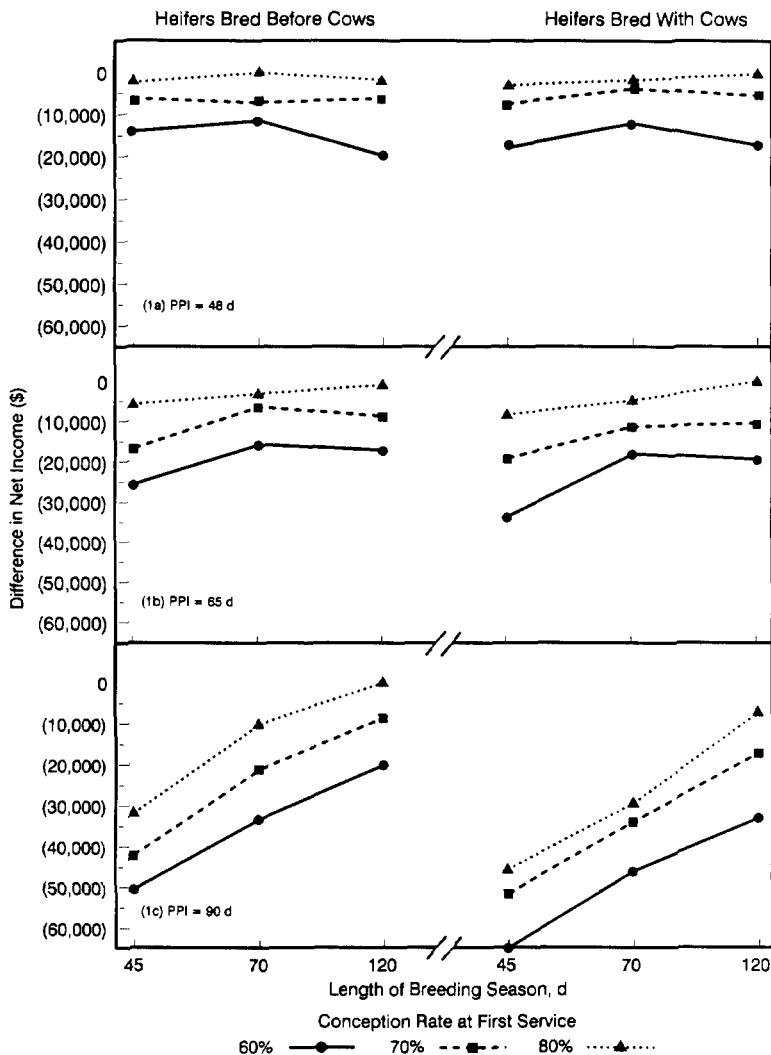 Heifers Bred Before Cows
Heifers Bred With Cows
Difference in Net Income ($)
0
(10,000)
(20,000)
(30,000)
(40,000)
(50,000)
(60,000)
(1a) PPI = 48 d
0
(10,000)
(20,000)
(30,000)
(40,000)
(50,000)
(60,000)
(1b) PPI = 65 d
0
(10,000)
(20,000)
(30,000)
(40,000)
(50,000)
(60,000)
(1c) PPI = 90 d
45 70 120 45 70 120
Length of Breeding Season, d
Conception Rate at First Service
60% 70% 80%